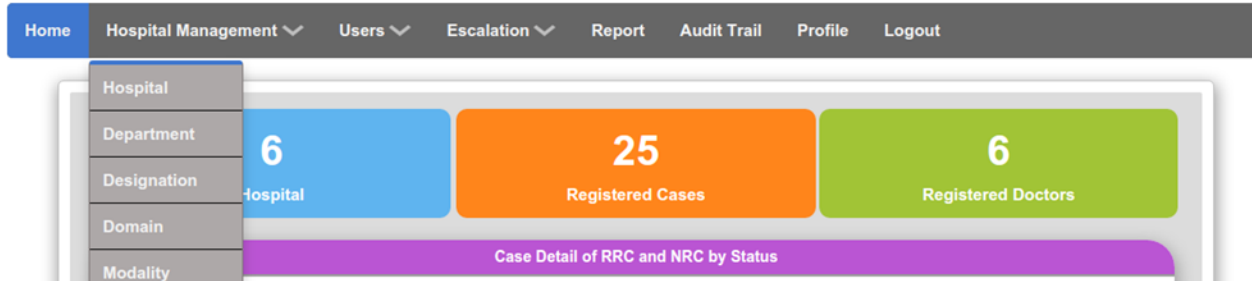 Home Hospital Management Users Escalation Report Audit Trail Profile Logout
Hospital
Department
Designation
Domain
Modality
6
Hospital
25
Registered Cases
6
Registered Doctors
Case Detail of RRC and NRC by Status